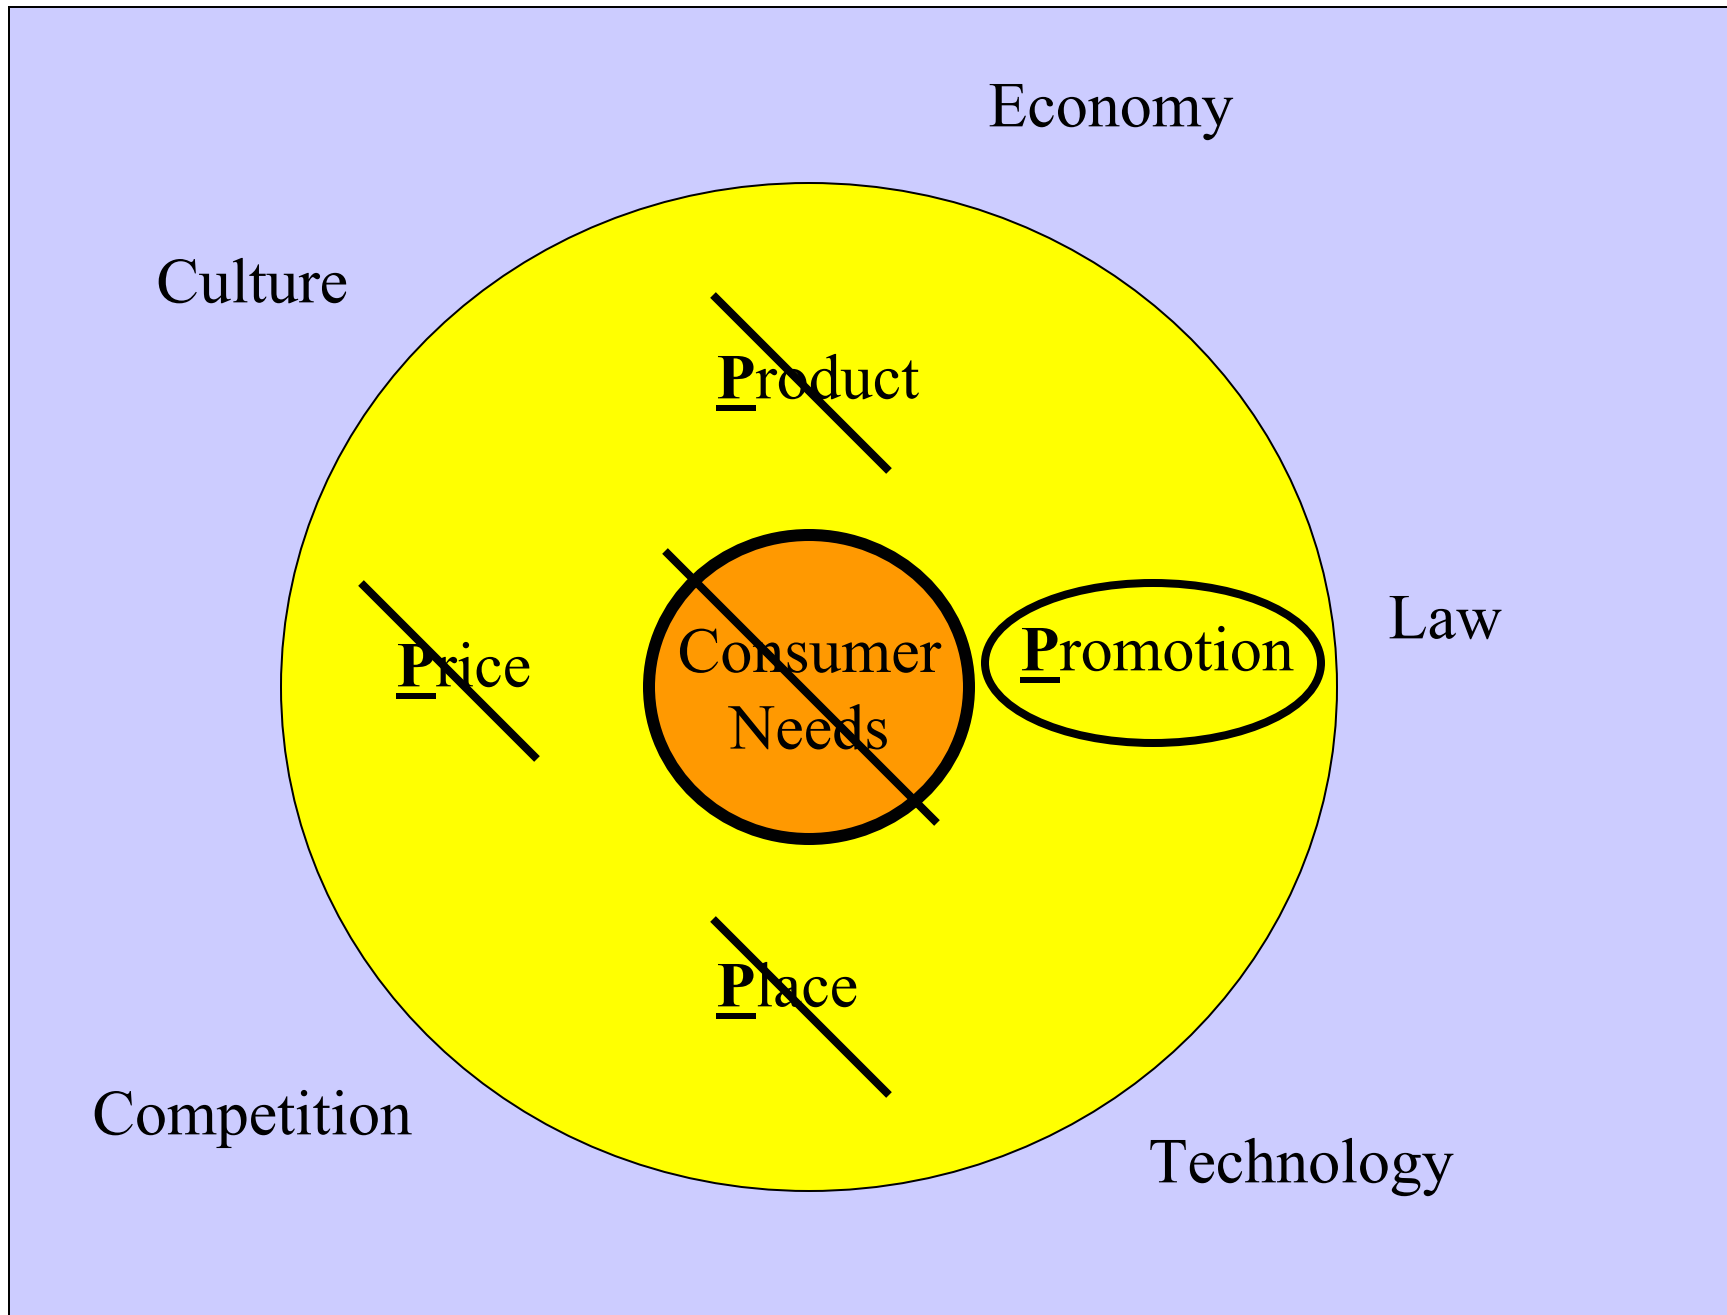 Economy
Culture
Product
Law
Price
Consumer
Needs
Promotion
Place
Competition
Technology